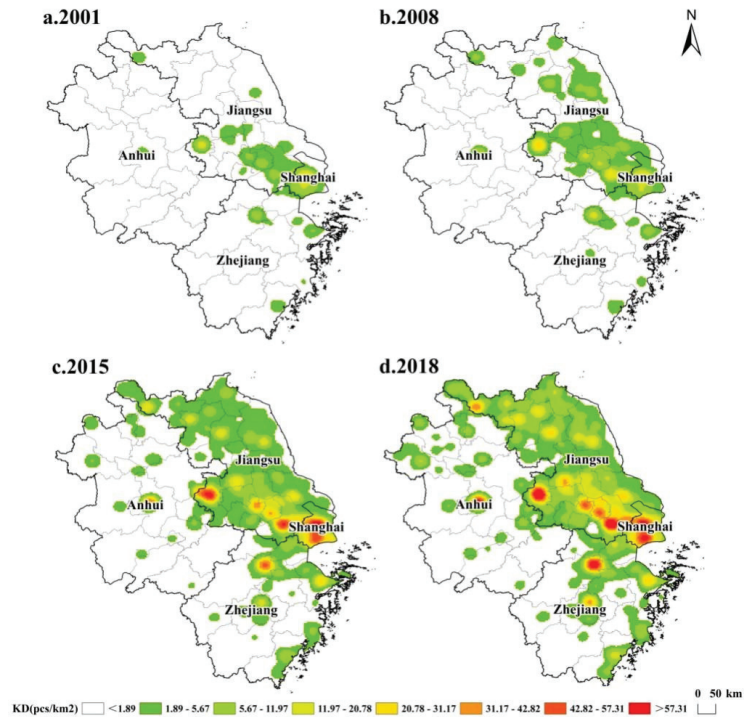 a.2001
b.2008
N
Jiangsu
Anhui
Shanghai
Zhejiang
Jiangsu
Anhui
Shanghai
Zhejiang
c.2015
d.2018
Jiangsu
Anhui
Shanghai
Zhejiang
Jiangsu
Anhui
Shanghai
Zhejiang
0 50 km
KD(pcs/km2) <1.89 1.89 - 5.67 5.67 - 11.97 11.97 - 20.78 20.78 - 31.17 31.17 - 42.82 42.82 - 57.31 >57.31